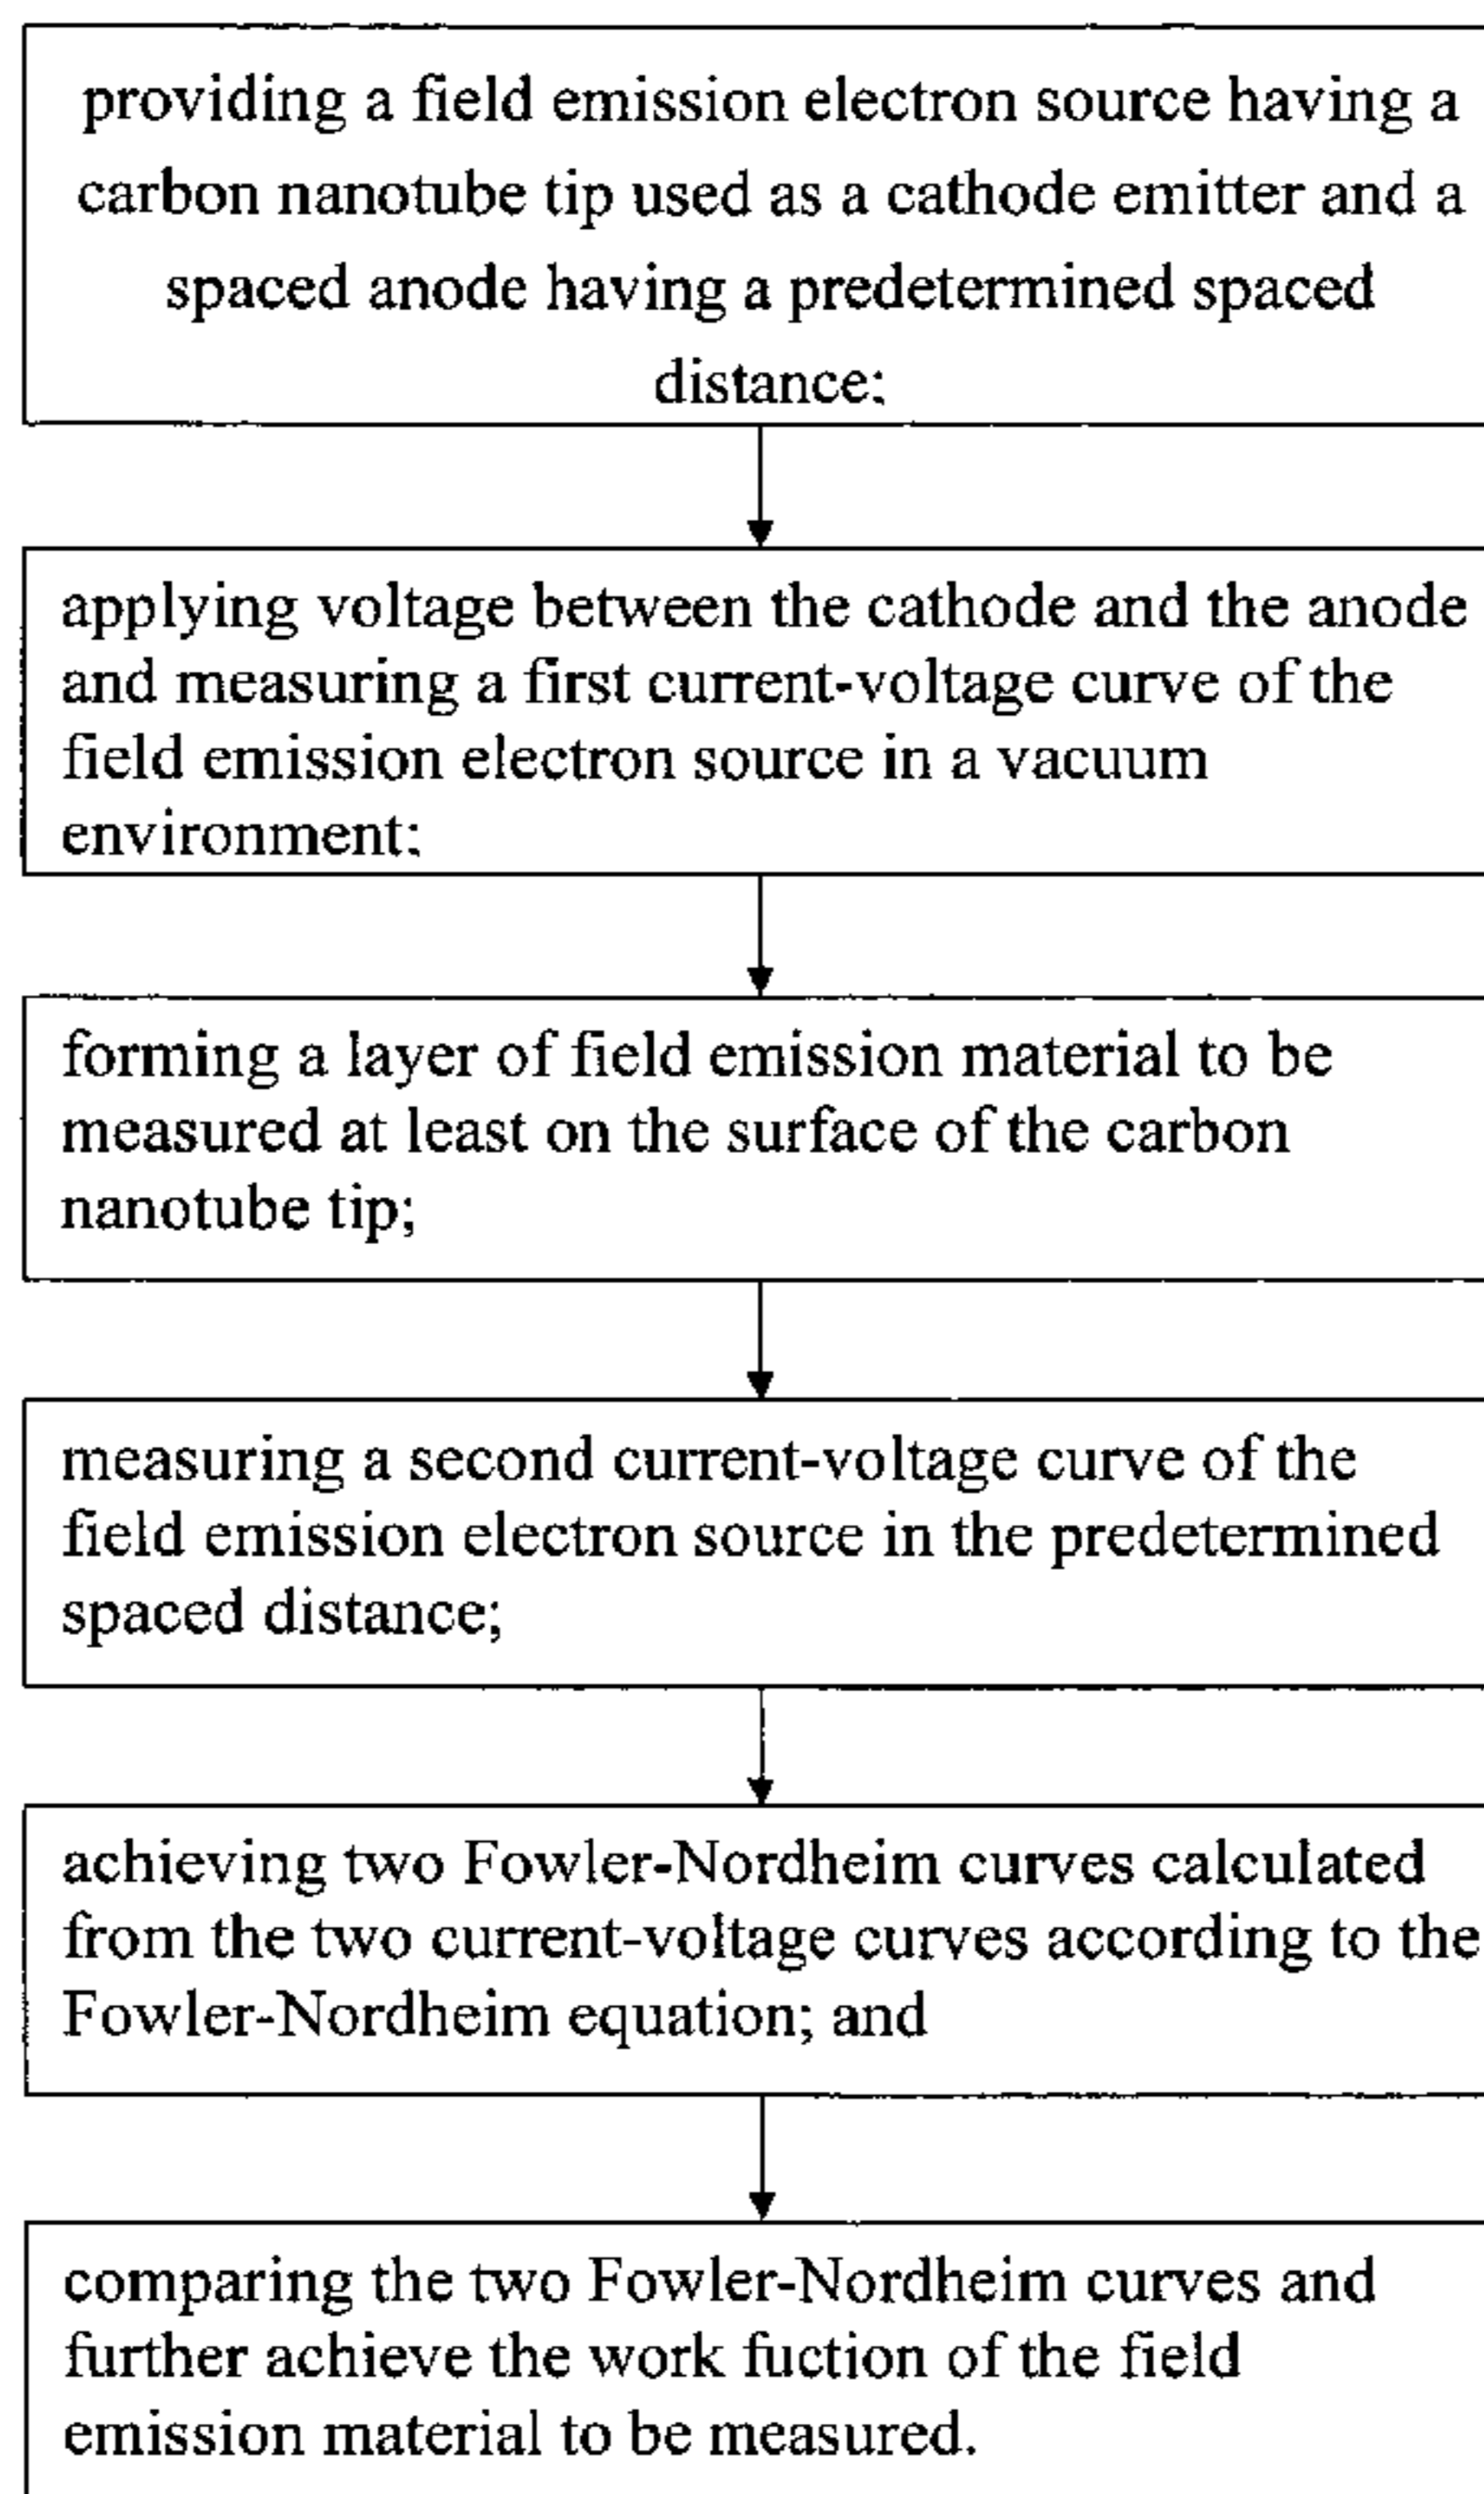 providing a field emission electron source having a
carbon nanotube tip used as a cathode emitter and a
spaced anode having a predetermined spaced
distance;
applying voltage between the cathode and the anode
and measuring a first current-voltage curve of the
field emission electron source in a vacuum
environment;
forming a layer of field emission material to be
measured at least on the surface of the carbon
nanotube tip;
measuring a second current-voltage curve of the
field emission electron source in the predetermined
spaced distance;
achieving two Fowler-Nordheim curves calculated
from the two current-voltage curves according to the
Fowler-Nordheim equation; and
comparing the two Fowler-Nordheim curves and
further achieve the work fuction of the field
emission material to be measured.